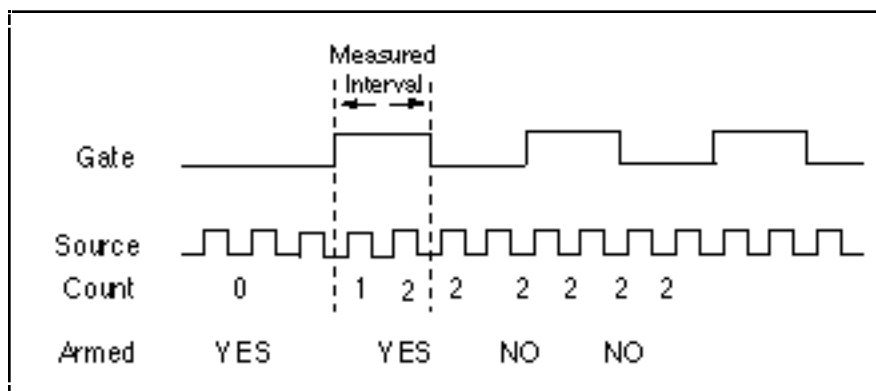 Measured
Interval
Gate
Source
Count 0 1 2 2 2 2 2 2
Armed YES YES NO NO